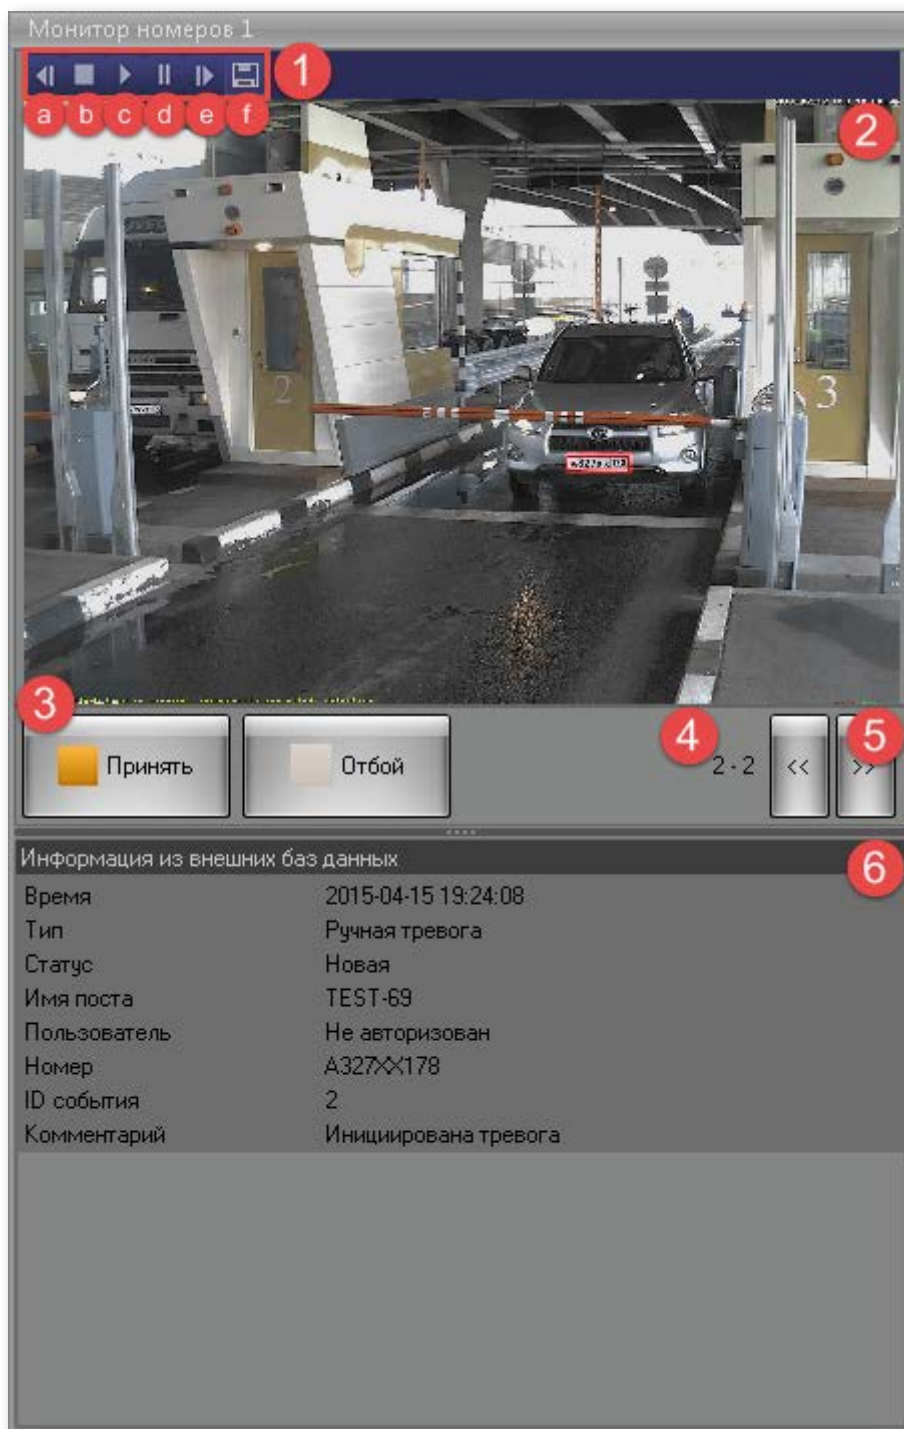 Монитор номеров 1
1
a b c d e f
2
2
3
3
Принять
Отбой
4
2 - 2
<<
>>
5
Информация из внешних баз данных
6
Время 2015-04-15 19:24:08
Тип Ручная тревога
Статус Новая
Имя поста TEST-69
Пользователь Не авторизован
Номер A327XX178
ID события 2
Комментарий Инициирована тревога